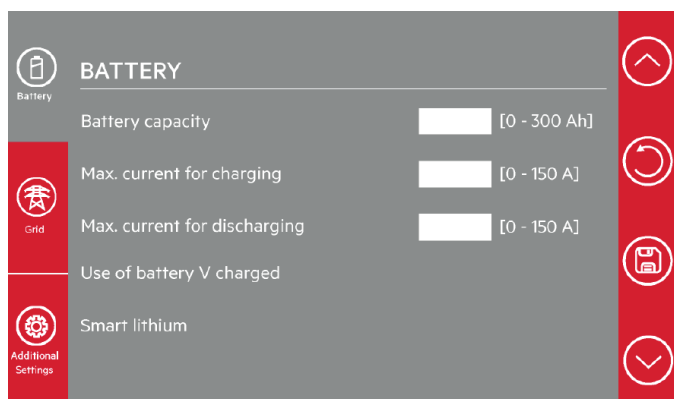 BATTERY
Battery
Battery capacity [0 - 300 Ah]
Max. current for charging [0 - 150 A]
Grid
Max. current for discharging [0 - 150 A]
Use of battery V charged
Smart lithium
Additional
Settings